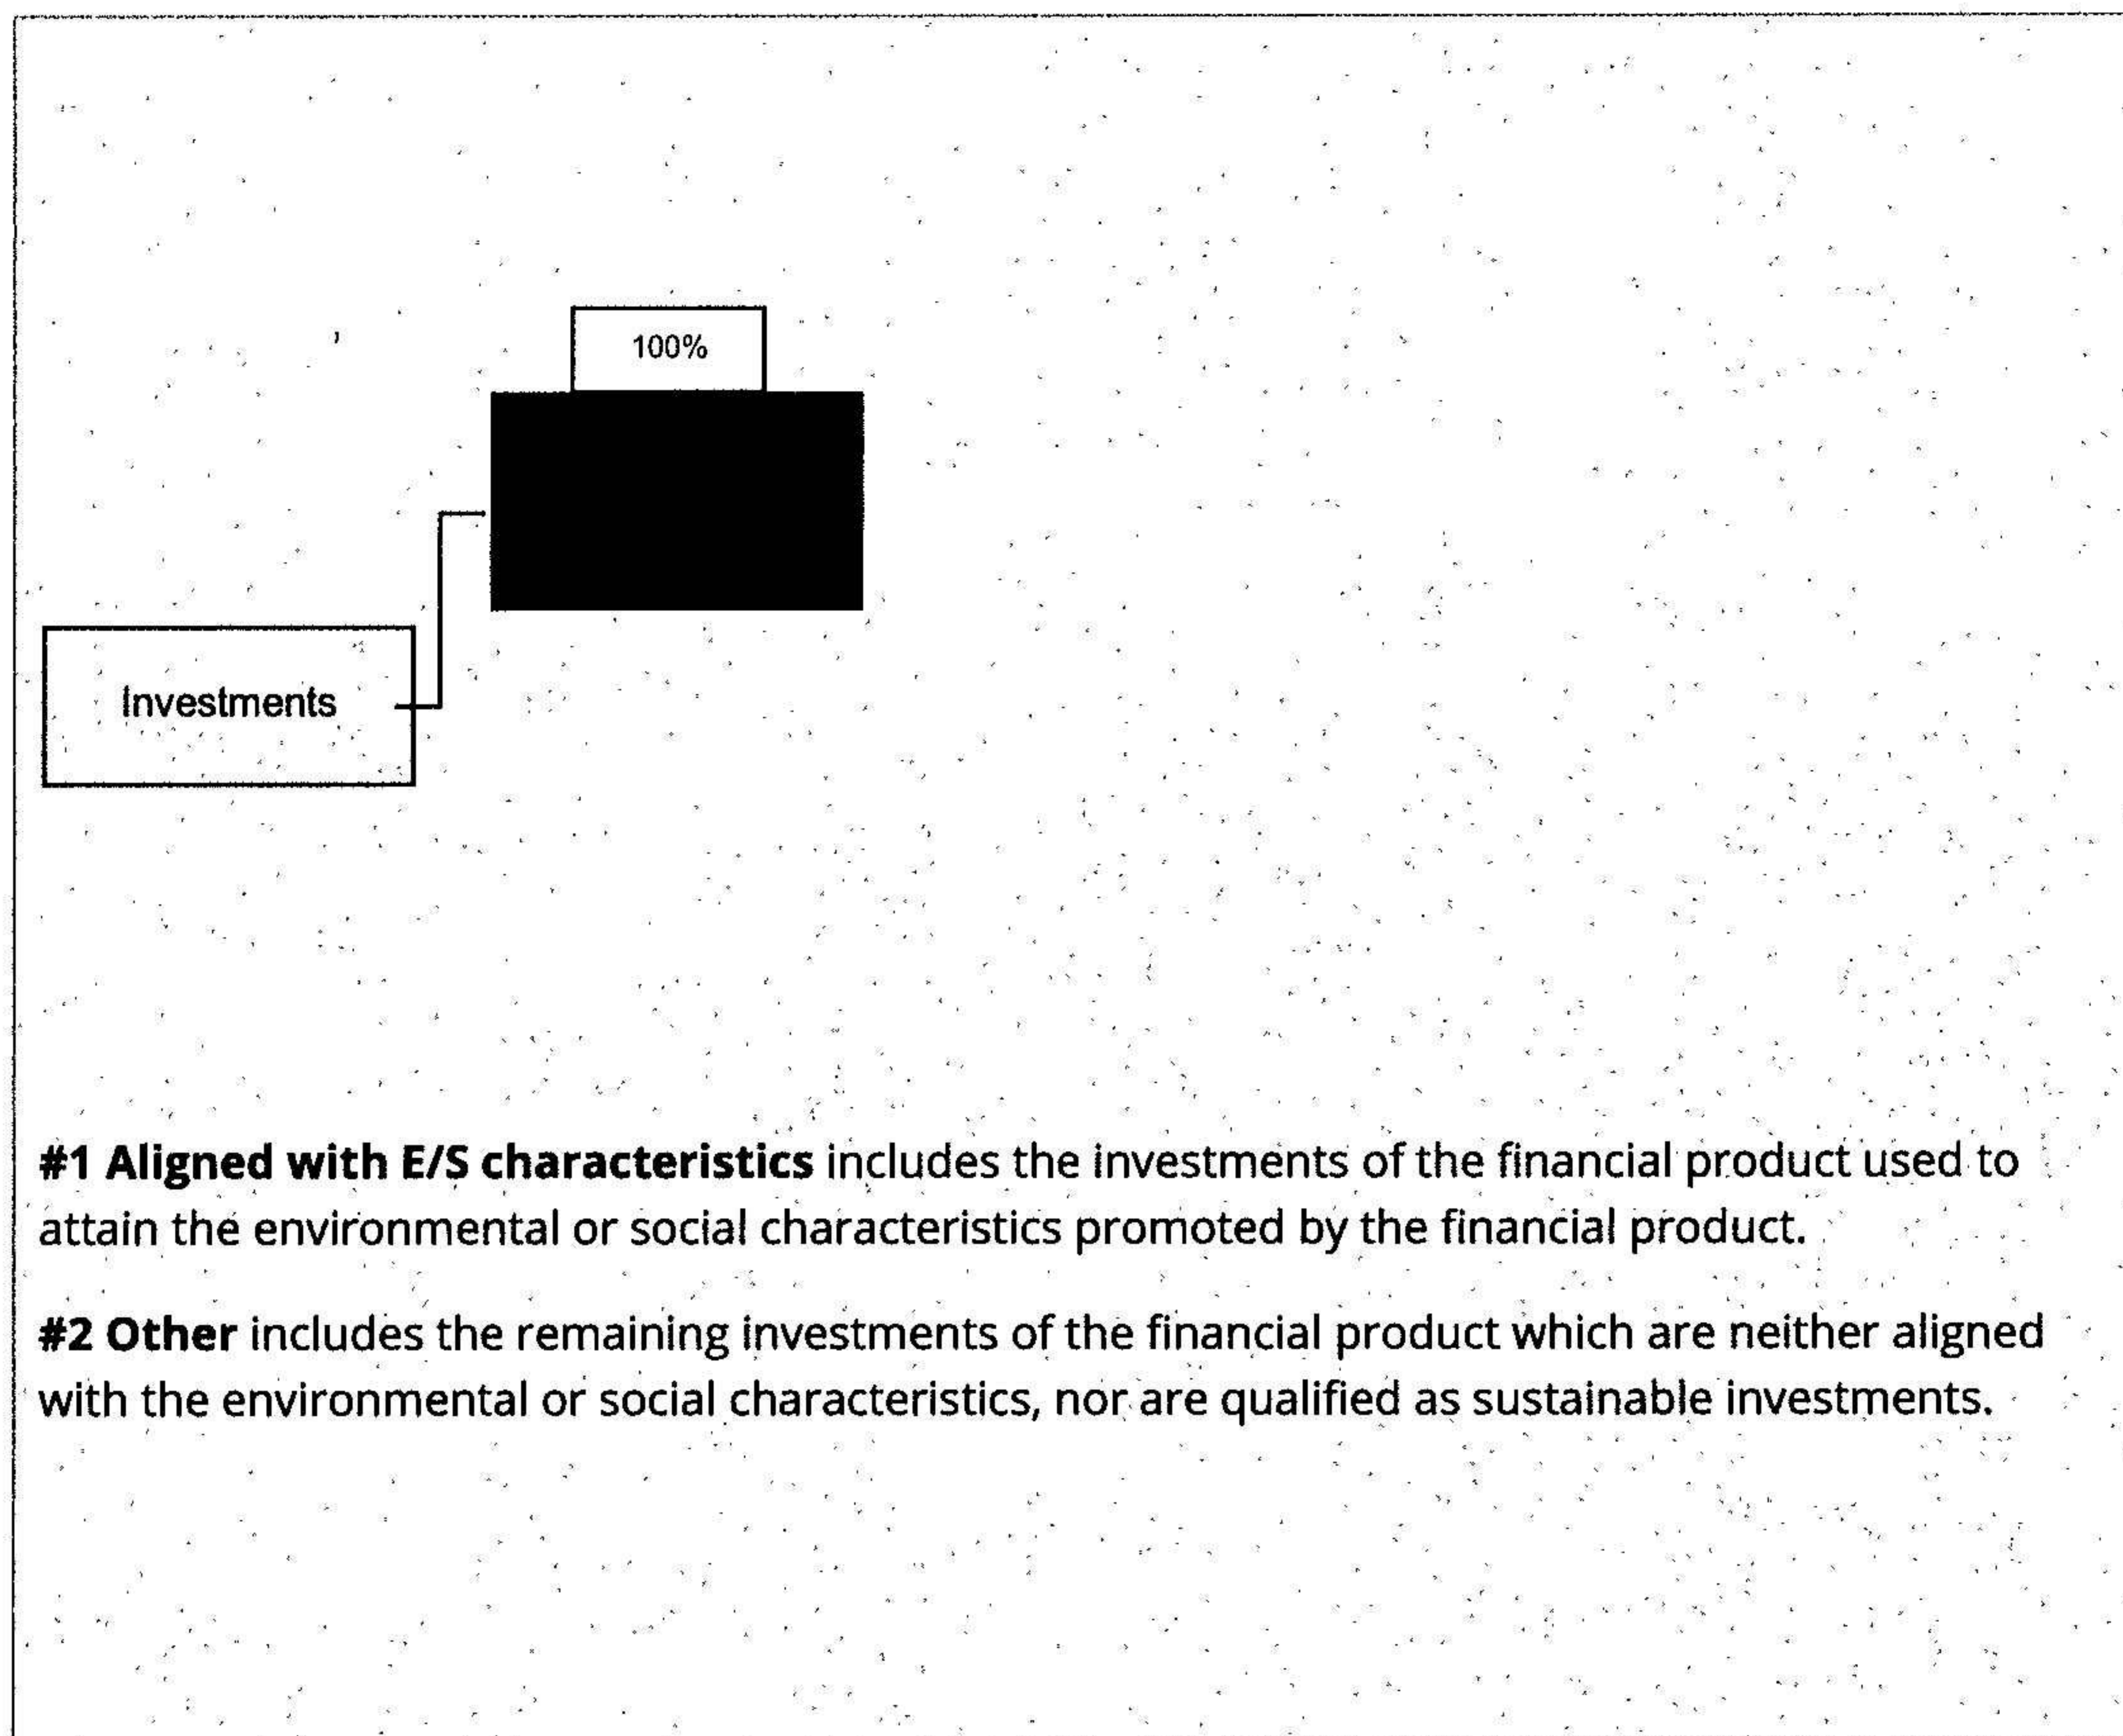 100%
Investments
#1 Aligned with E/S characteristics includes the investments of the financial product used to
attain the environmental or social characteristics promoted by the financial product.
#2 Other includes the remaining investments of the financial product which are neither aligned
with the environmental or social characteristics, nor are qualified as sustainable investments.